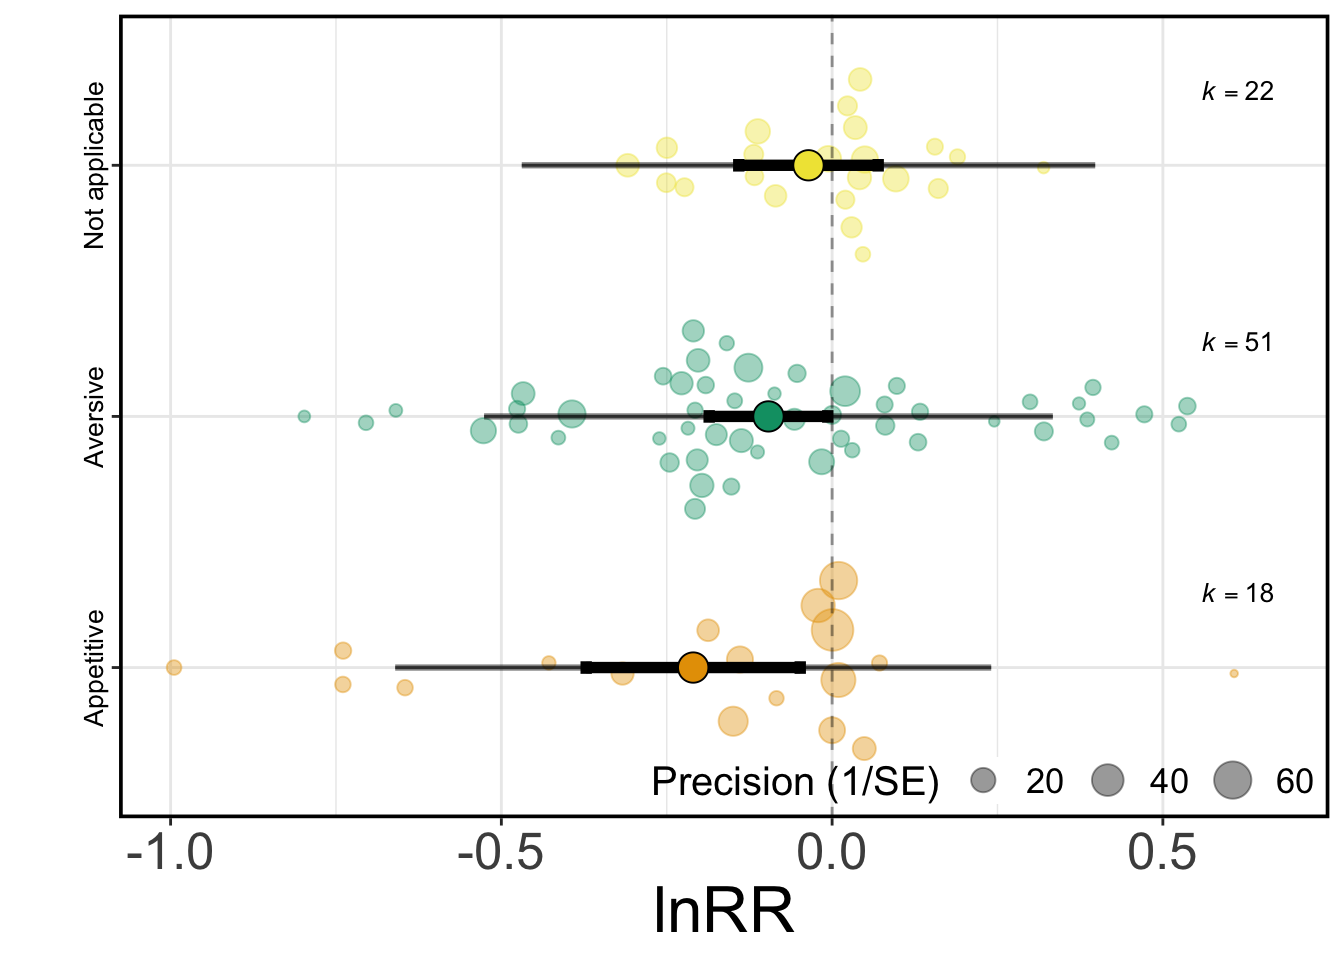 Not applicable
k = 22
Aversive
k = 51
Appetitive
k = 18
Precision (1/SE) 20 40 60
-1.0 -0.5 0.0 0.5
lnRR